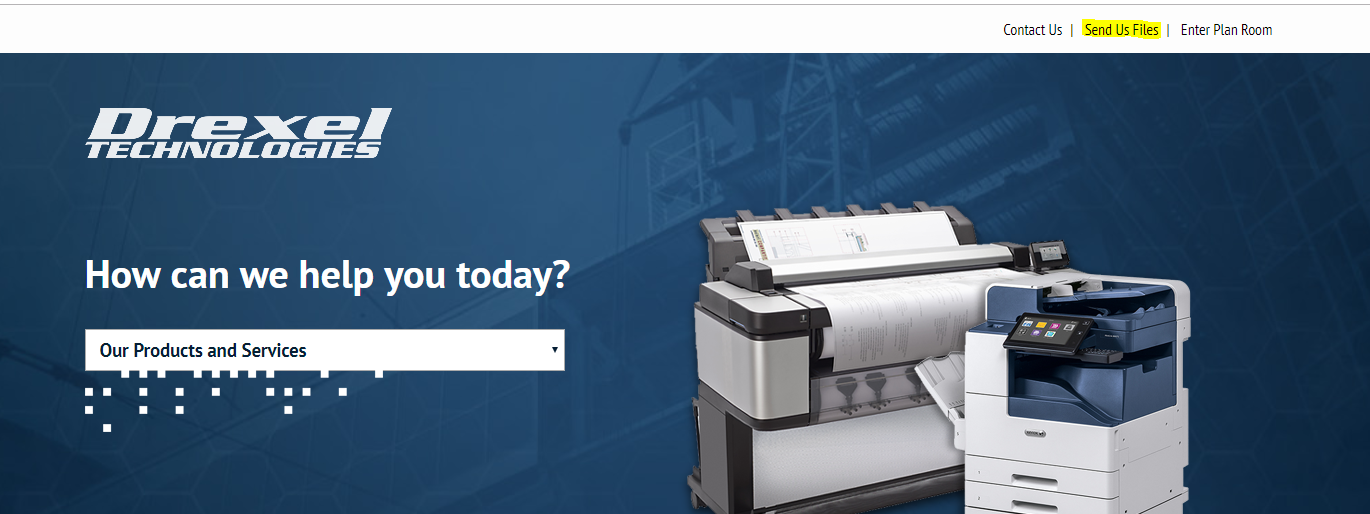 Contact Us | Send Us Files | Enter Plan Room
Drexel
TECHNOLOGIES
How can we help you today?
Our Products and Services